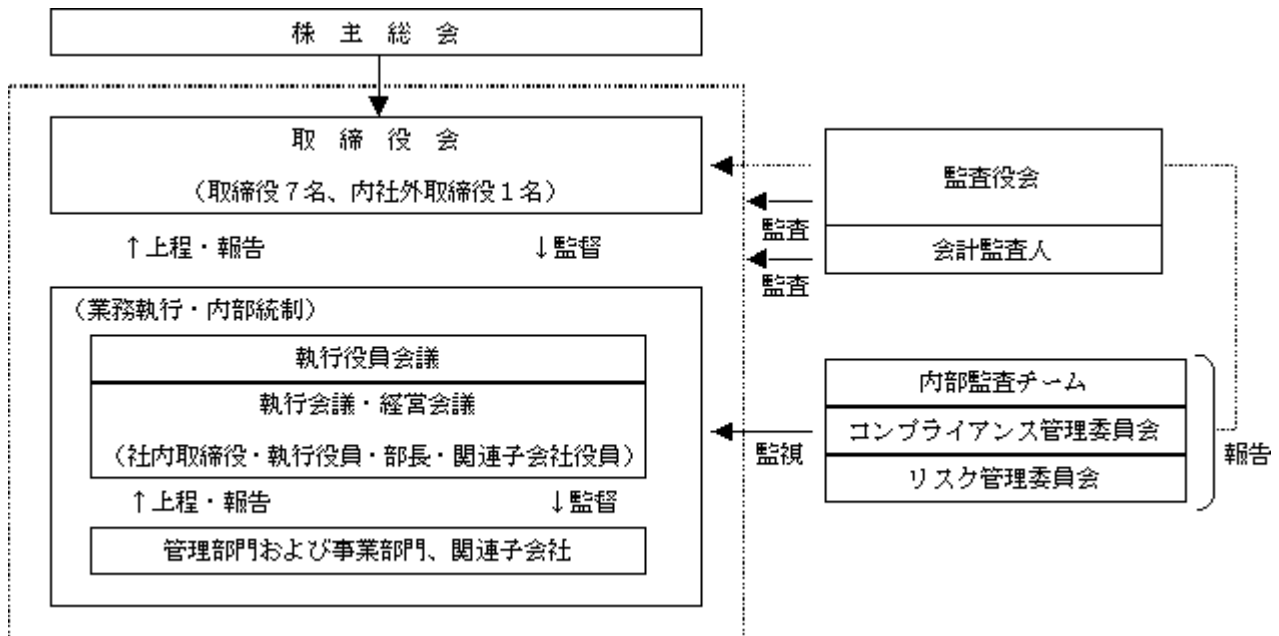 株主総会
取締役会
（取締役７名、内社外取締役１名）
↑上程・報告　↓監督
（業務執行・内部統制）
執行役員会議
執行会議・経営会議
（社内取締役・執行役員・部長・関連子会社役員）
↑上程・報告　↓監督
管理部門および事業部門、関連子会社
監査役会
会計監査人
監査
監査
内部監査チーム
コンプライアンス管理委員会
リスク管理委員会
監視
報告